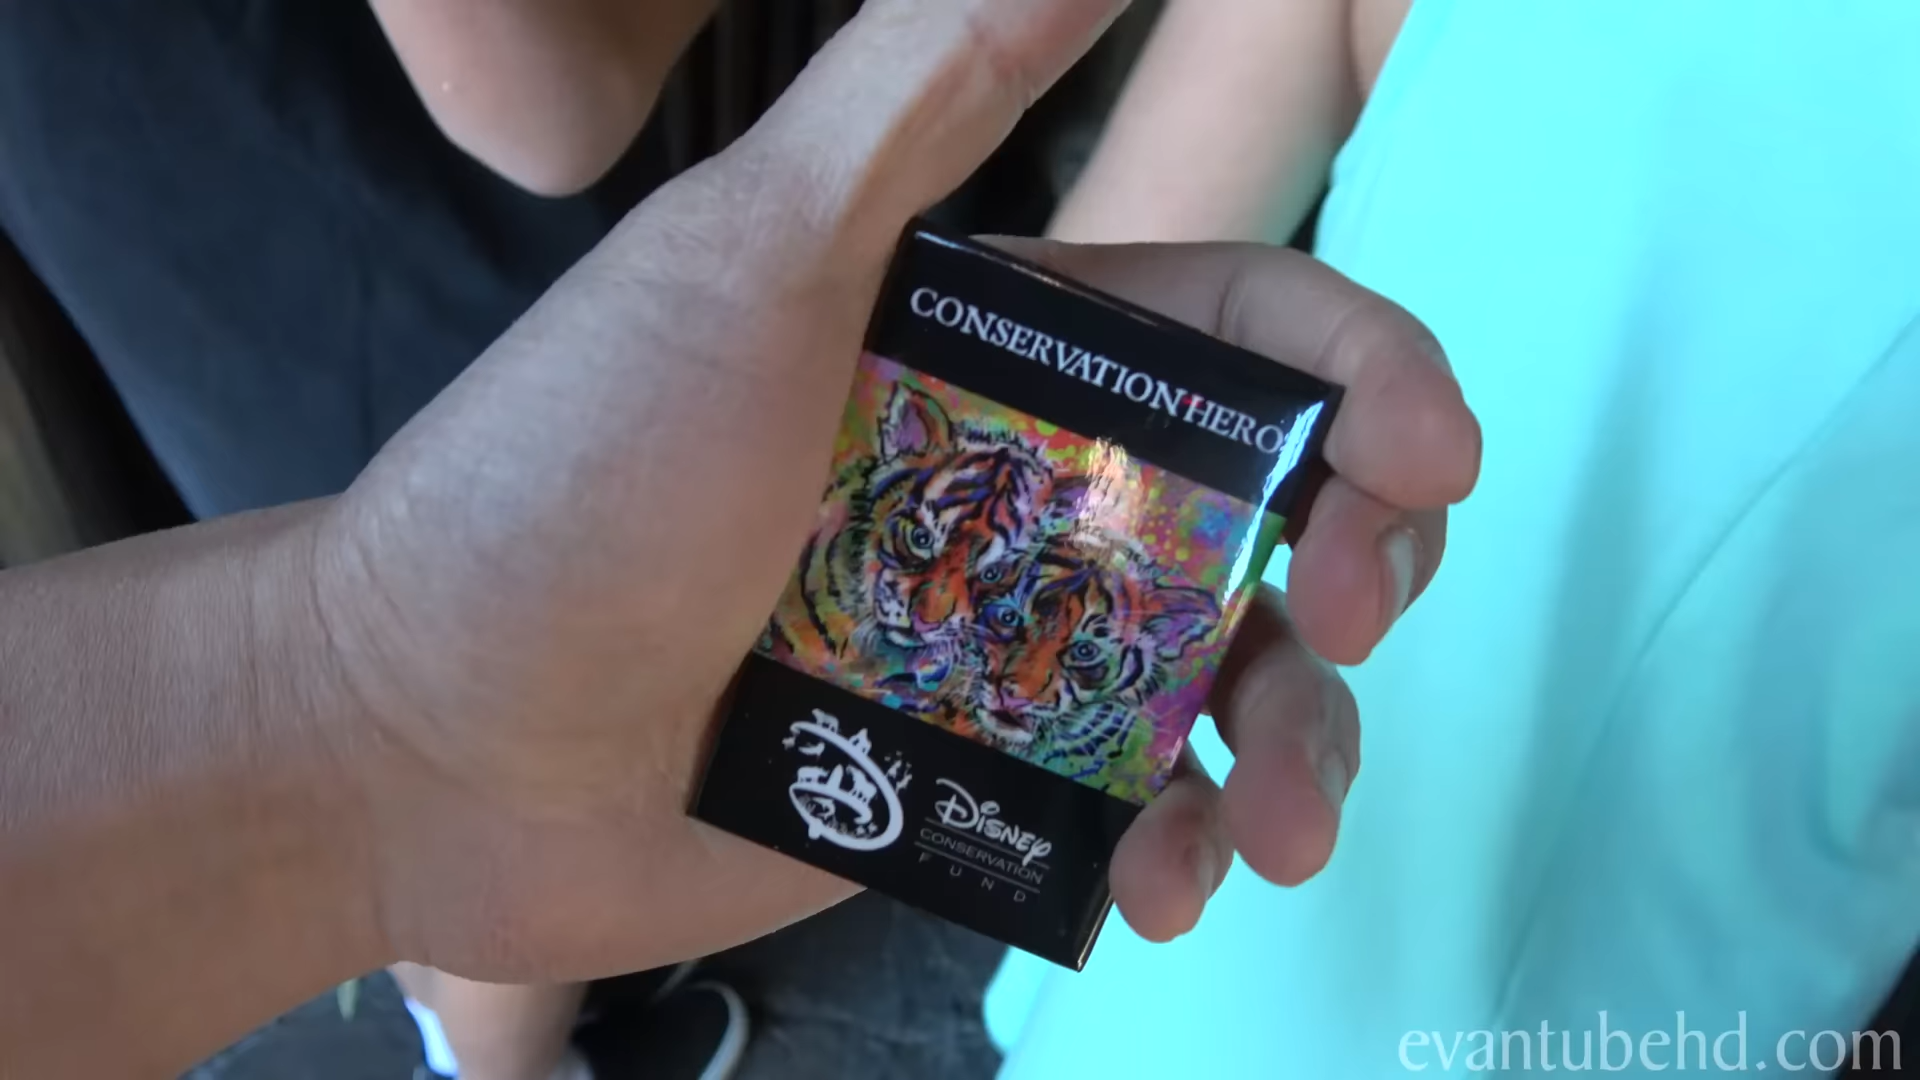 CONSERVATION HERO
Disney
CONSERVATION
FUND
evantubehd.com